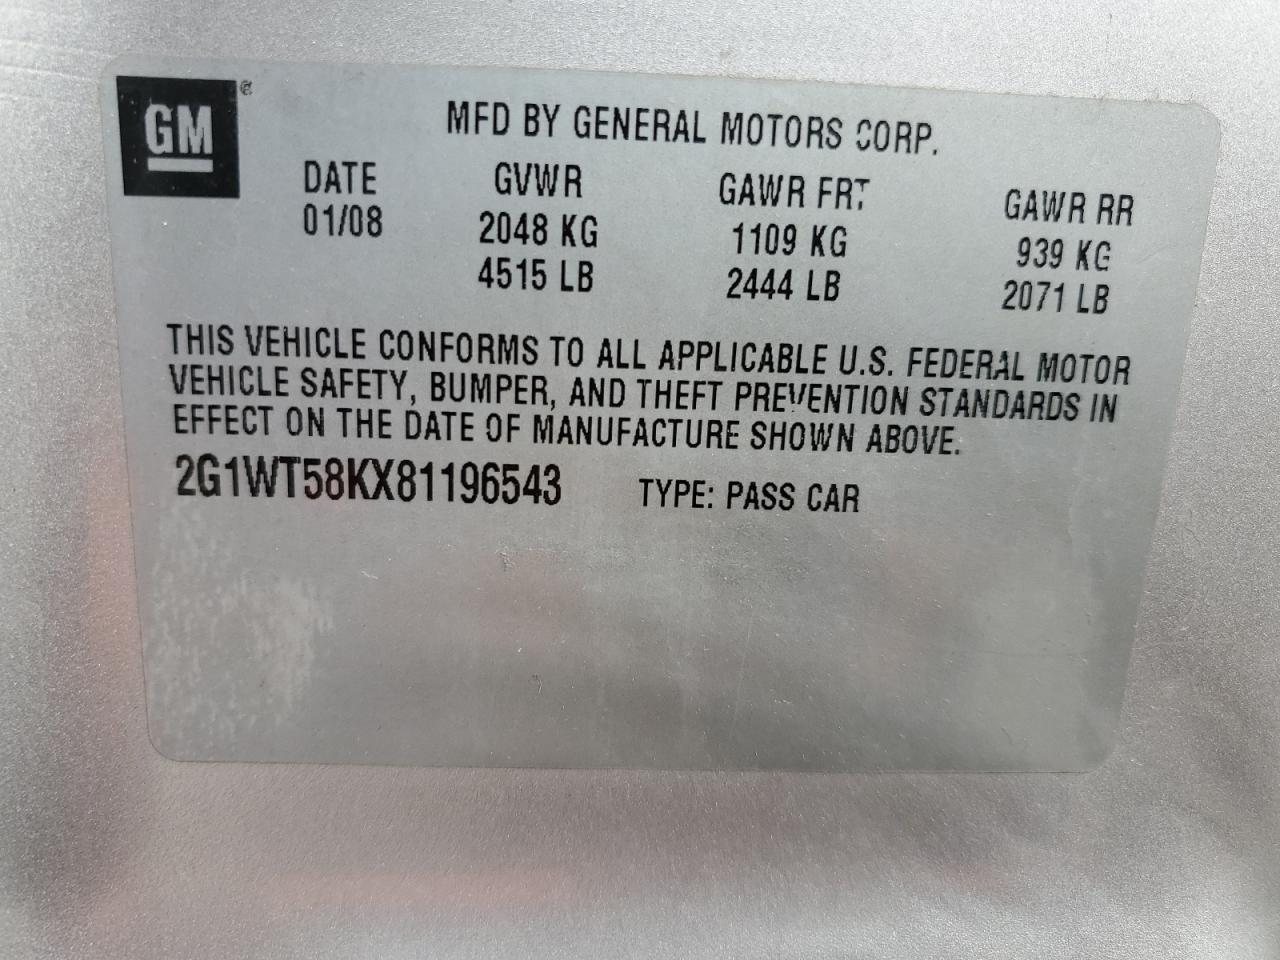 GM
MFD BY GENERAL MOTORS CORP.
DATE GVWR GAWR FRT GAWR RR
01/08 2048 KG 1109 KG 939 KG
4515 LB 2444 LB 2071 LB
THIS VEHICLE CONFORMS TO ALL APPLICABLE U.S. FEDERAL MOTOR
VEHICLE SAFETY, BUMPER, AND THEFT PREVENTION STANDARDS IN
EFFECT ON THE DATE OF MANUFACTURE SHOWN ABOVE.
2G1WT58KX81196543 TYPE: PASS CAR